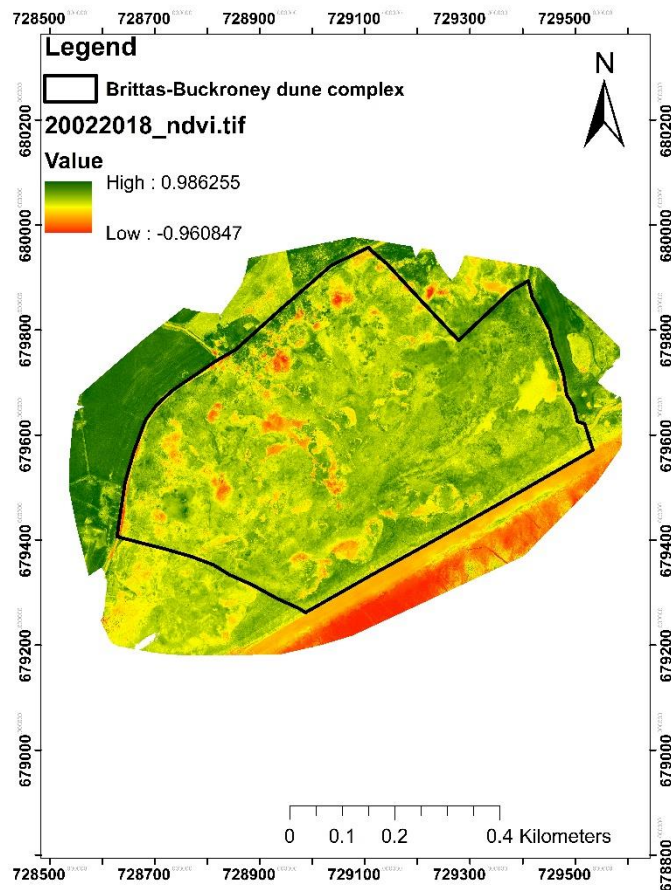 728500 728700 728900 729100 729300 729500
Legend
Brittas-Buckroney dune complex
20022018_ndvi.tif
Value
High : 0.986255
Low : -0.960847
N
680200
680000
679800
679600
679400
679200
679000
678800
680200
680000
679800
679600
679400
679200
679000
678800
0 0.1 0.2 0.4 Kilometers
728500 728700 728900 729100 729300 729500